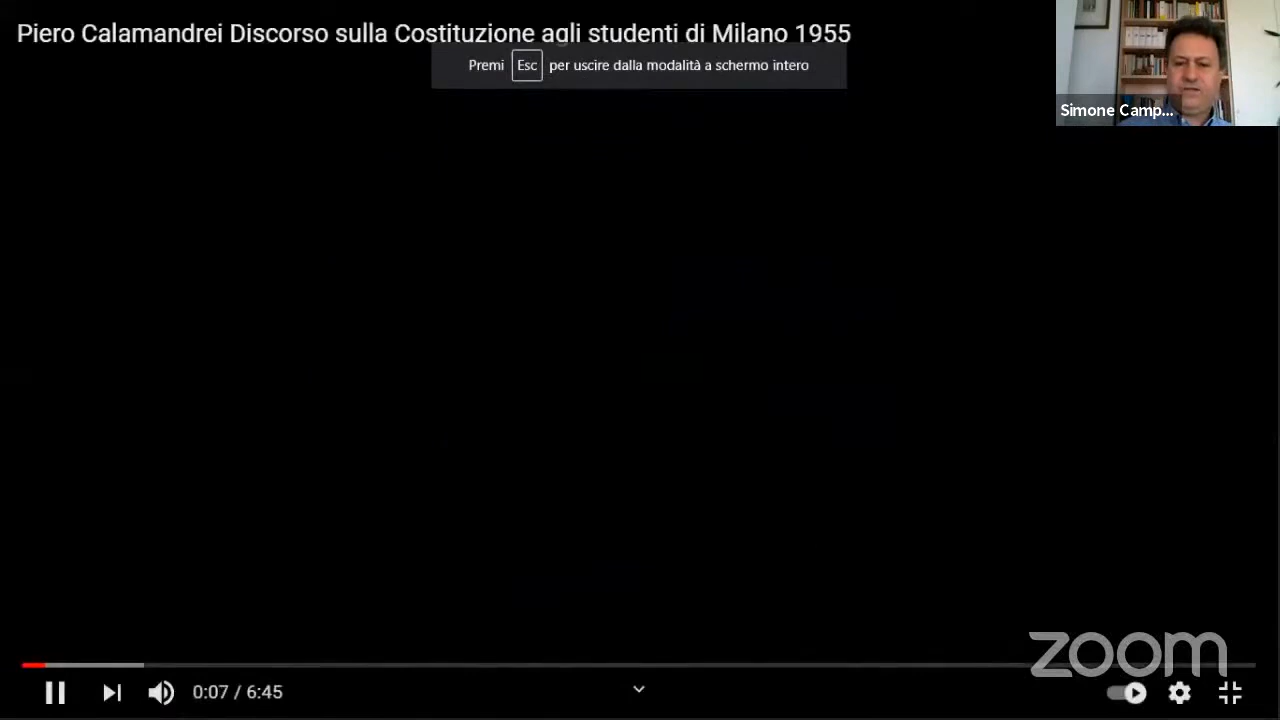 Piero Calamandrei Discorso sulla Costituzione agli studenti di Milano 1955
Premi Esc per uscire dalla modalità a schermo intero
Simone Camp...
zoom
0:07 / 6:45